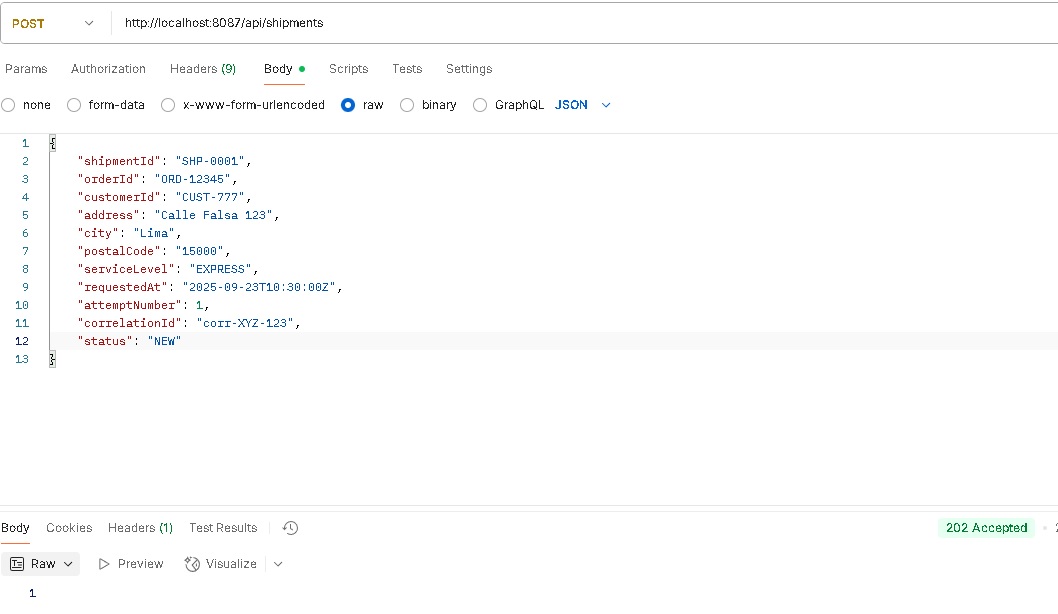 POST http://localhost:8087/api/shipments
Params Authorization Headers (9) Body Scripts Tests Settings
none form-data x-www-form-urlencoded raw binary GraphQL JSON
1 {
2 "shipmentId": "SHP-0001",
3 "orderId": "ORD-12345",
4 "customerId": "CUST-777",
5 "address": "Calle Falsa 123",
6 "city": "Lima",
7 "postalCode": "15000",
8 "serviceLevel": "EXPRESS",
9 "requestedAt": "2025-09-23T10:30:00Z",
10 "attemptNumber": 1,
11 "correlationId": "corr-XYZ-123",
12 "status": "NEW"
13 }
Body Cookies Headers (1) Test Results 202 Accepted
Raw Preview Visualize
1